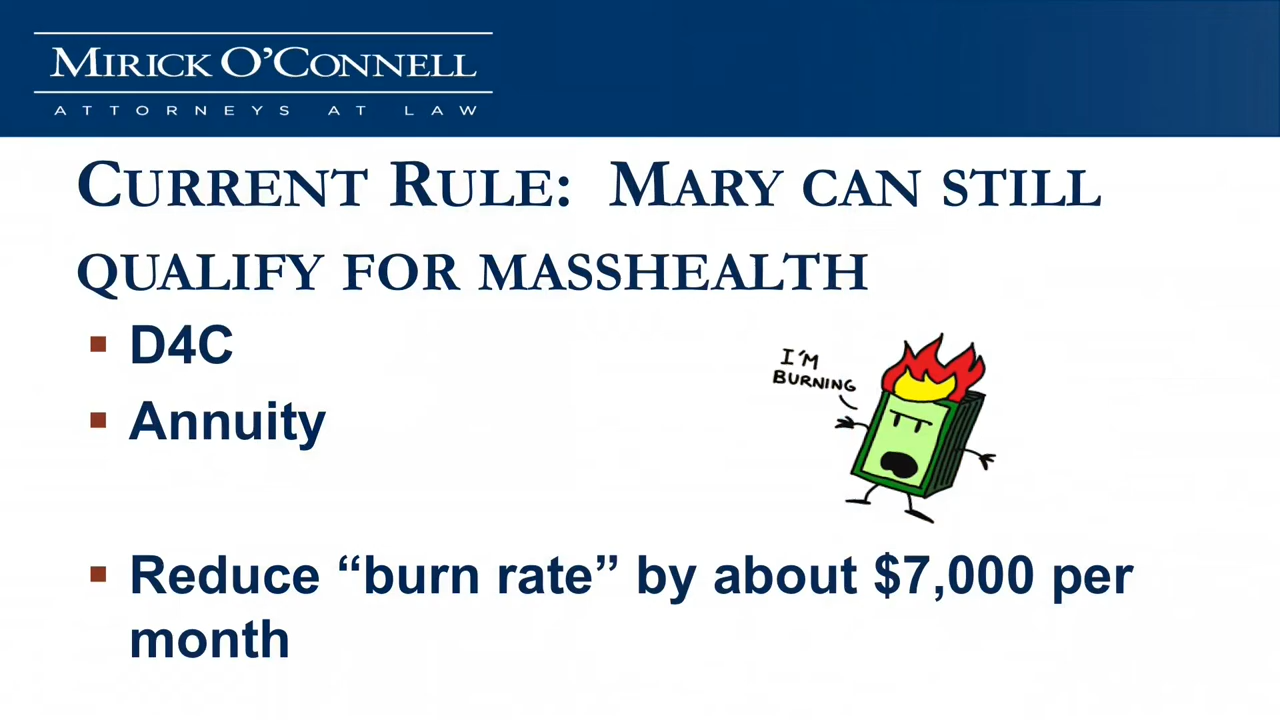 MIRICK O'CONNELL
ATTORNEYS AT LAW
CURRENT RULE: MARY CAN STILL
QUALIFY FOR MASSHEALTH
D4C
Annuity
I'M
BURNING
Reduce “burn rate” by about $7,000 per
month